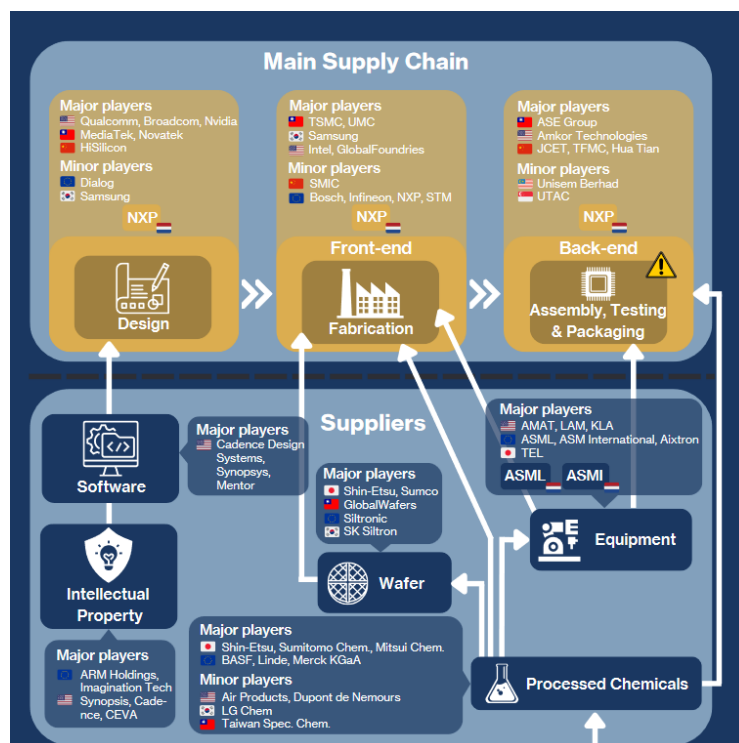 Main Supply Chain
Major players
Qualcomm, Broadcom, Nvidia
MediaTek, Novatek
HiSilicon
Minor players
Dialog
Samsung
NXP
Design
Major players
TSMC, UMC
Samsung
Intel, GlobalFoundries
Minor players
SMIC
Bosch, Infineon, NXP, STM
NXP
Front-end
Fabrication
Major players
ASE Group
Amkor Technologies
JCET, TFMC, Hua Tian
Minor players
Unisem Berhad
UTAC
NXP
Back-end
Assembly, Testing
& Packaging
Suppliers
Software
Major players
Cadence Design
Systems,
Synopsys,
Mentor
Intellectual
Property
Major players
ARM Holdings,
Imagination Tech
Synopsis, Cade-
nce, CEVA
Major players
Shin-Etsu, Sumco
GlobalWafers
Siltronic
SK Siltron
Wafer
Major players
AMAT, LAM, KLA
ASML, ASM International, Aixtron
TEL
ASML
ASMI
Equipment
Major players
Shin-Etsu, Sumitomo Chem., Mitsui Chem.
BASF, Linde, Merck KGaA
Minor players
Air Products, Dupont de Nemours
LG Chem
Taiwan Spec. Chem.
Processed Chemicals